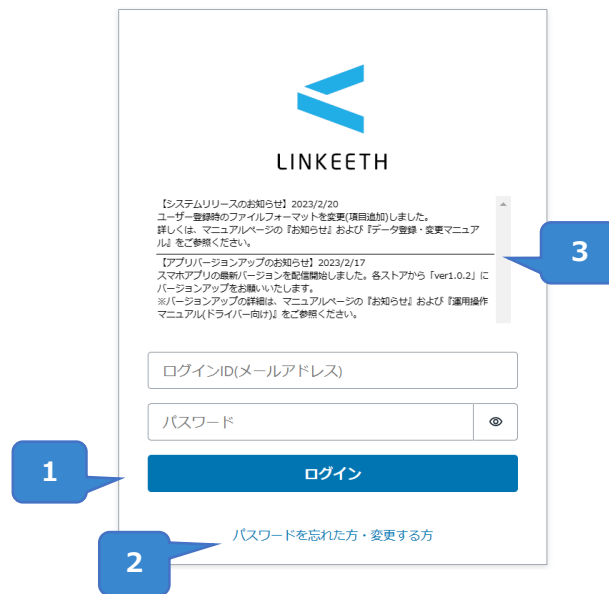 LINKEETH
【システムリリースのお知らせ】2023/2/20
ユーザー登録時のファイルフォーマットを変更(項目追加)しました。
詳しくは、マニュアルページの『お知らせ』および『データ登録・変更マニュア
ル』をご参照ください。
【アプリバージョンアップのお知らせ】2023/2/17
スマホアプリの最新バージョンを配信開始しました。各ストアから「ver1.0.2」に
バージョンアップをお願いいたします。
※バージョンアップの詳細は、マニュアルページの『お知らせ』および『運用操作
マニュアル(ドライバー向け)』をご参照ください。
3
ログインID(メールアドレス)
パスワード
1
ログイン
パスワードを忘れた方・変更する方
2